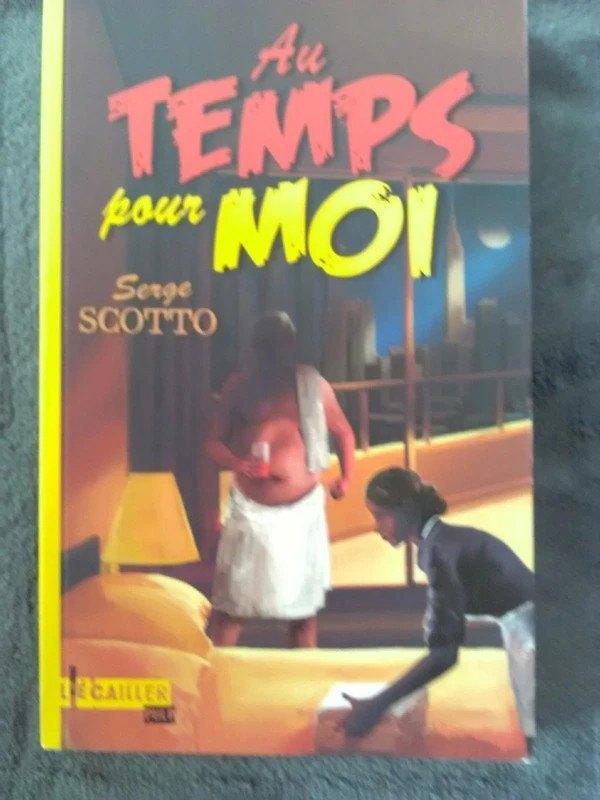 Au
TEMPS
pour MOI
Serge
SCOTTO
L'ÉCAILLER